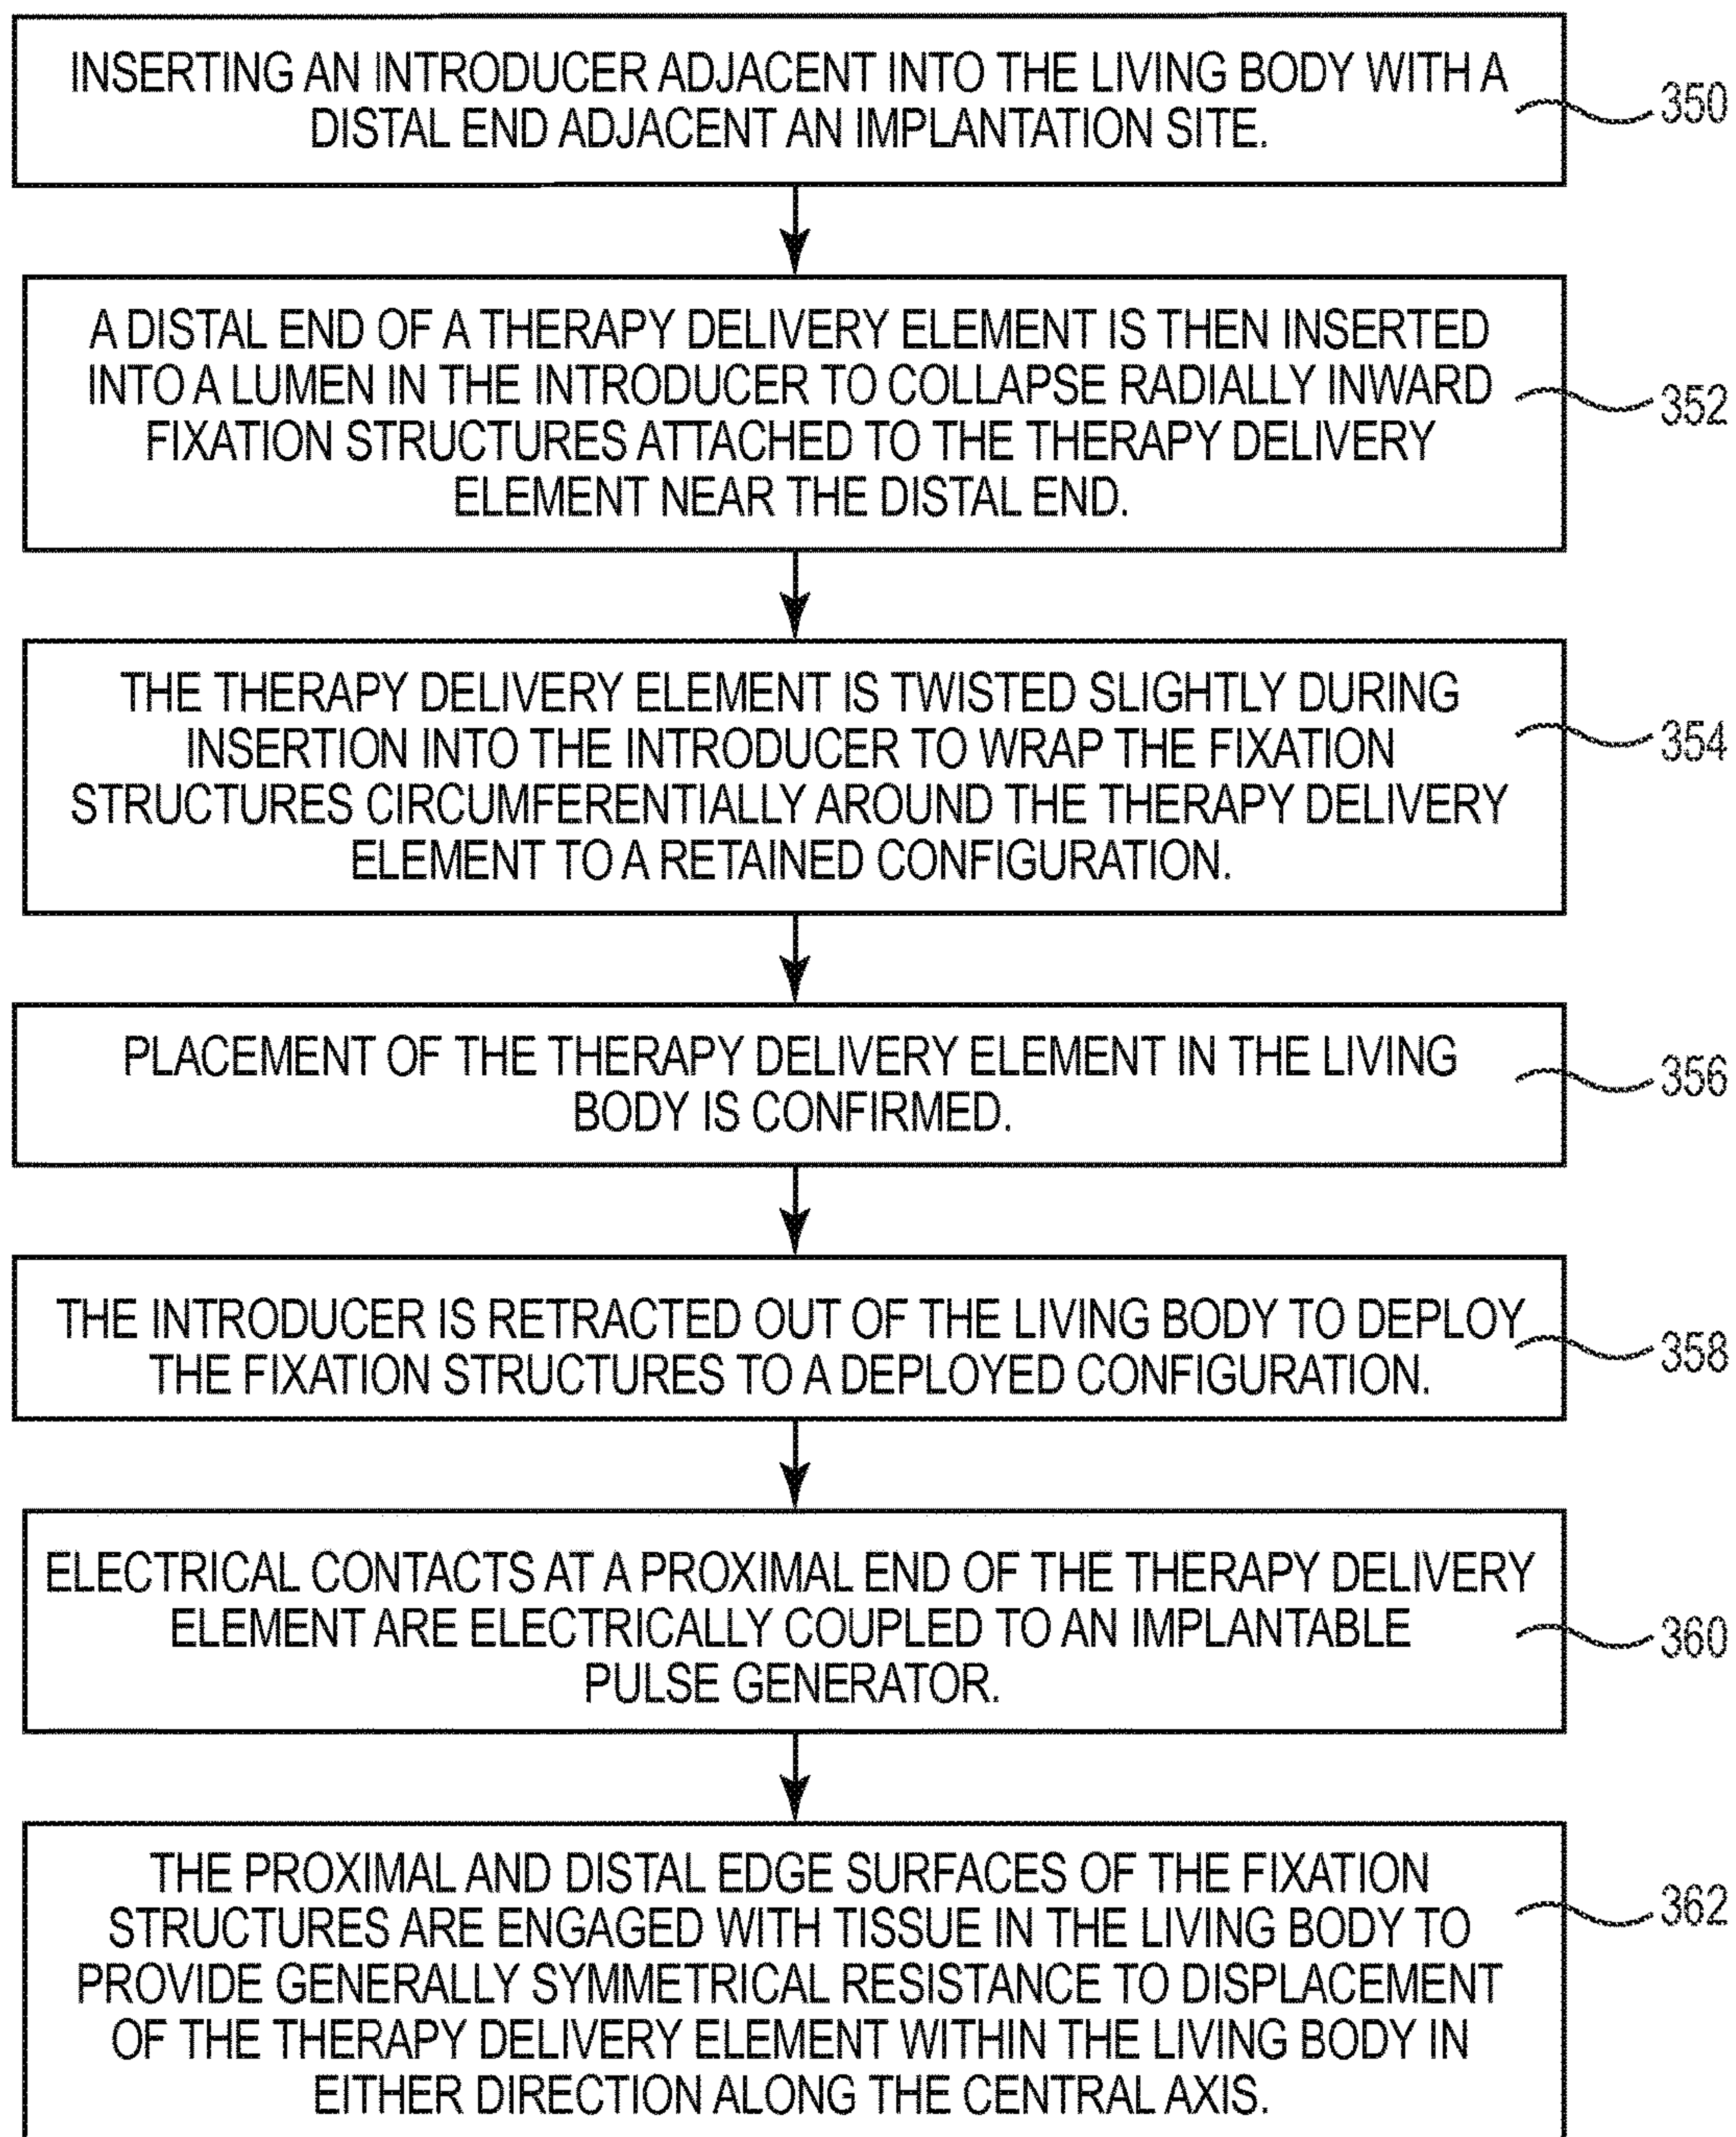 INSERTING AN INTRODUCER ADJACENT INTO THE LIVING BODY WITH A
DISTAL END ADJACENT AN IMPLANTATION SITE.
350
A DISTAL END OF A THERAPY DELIVERY ELEMENT IS THEN INSERTED
INTO A LUMEN IN THE INTRODUCER TO COLLAPSE RADIALLY INWARD
FIXATION STRUCTURES ATTACHED TO THE THERAPY DELIVERY
ELEMENT NEAR THE DISTAL END.
352
THE THERAPY DELIVERY ELEMENT IS TWISTED SLIGHTLY DURING
INSERTION INTO THE INTRODUCER TO WRAP THE FIXATION
STRUCTURES CIRCUMFERENTIALLY AROUND THE THERAPY DELIVERY
ELEMENT TO A RETAINED CONFIGURATION.
354
PLACEMENT OF THE THERAPY DELIVERY ELEMENT IN THE LIVING
BODY IS CONFIRMED.
356
THE INTRODUCER IS RETRACTED OUT OF THE LIVING BODY TO DEPLOY
THE FIXATION STRUCTURES TO A DEPLOYED CONFIGURATION.
358
ELECTRICAL CONTACTS AT A PROXIMAL END OF THE THERAPY DELIVERY
ELEMENT ARE ELECTRICALLY COUPLED TO AN IMPLANTABLE
PULSE GENERATOR.
360
THE PROXIMAL AND DISTAL EDGE SURFACES OF THE FIXATION
STRUCTURES ARE ENGAGED WITH TISSUE IN THE LIVING BODY TO
PROVIDE GENERALLY SYMMETRICAL RESISTANCE TO DISPLACEMENT
OF THE THERAPY DELIVERY ELEMENT WITHIN THE LIVING BODY IN
EITHER DIRECTION ALONG THE CENTRAL AXIS.
362